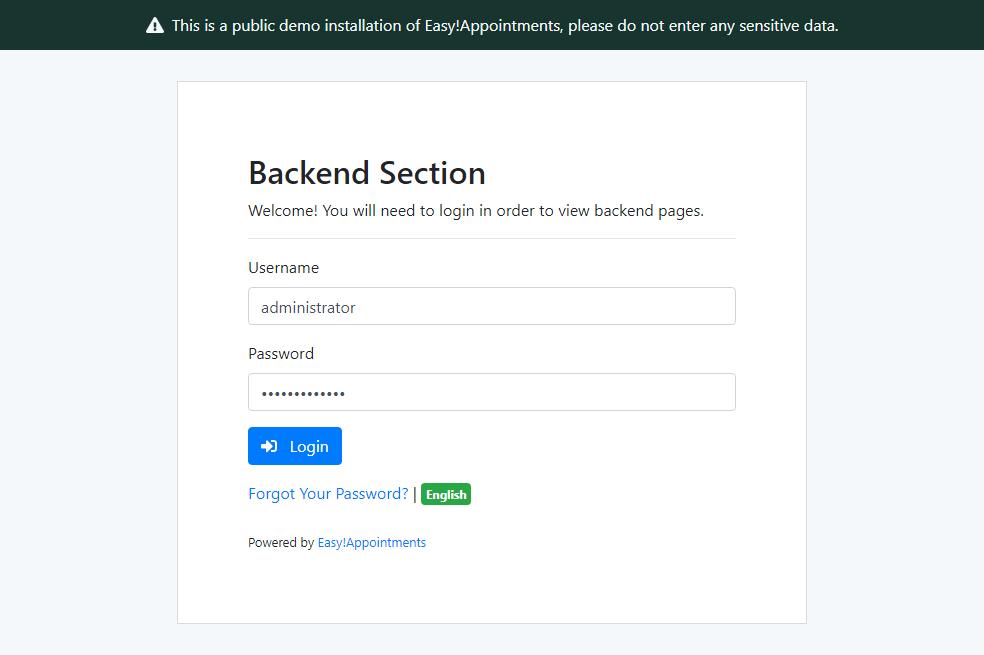 This is a public demo installation of Easy!Appointments, please do not enter any sensitive data.
Backend Section
Welcome! You will need to login in order to view backend pages.
Username
administrator
Password
•••••••••••••
Login
Forgot Your Password? | English
Powered by Easy!Appointments